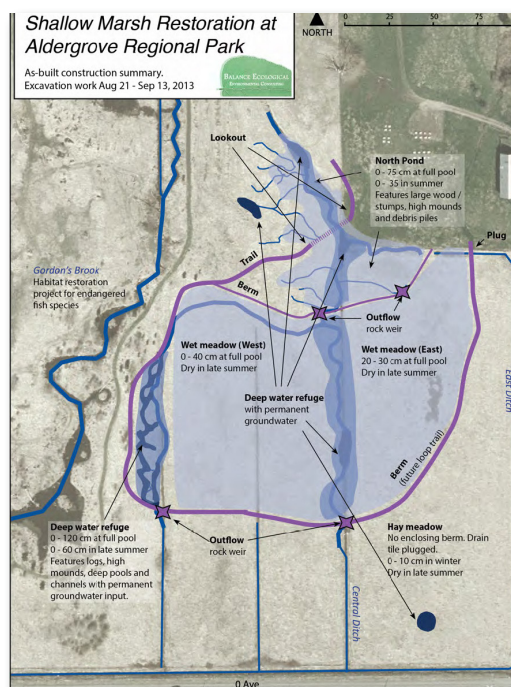 Shallow Marsh Restoration at
Aldergrove Regional Park
As-built construction summary.
Excavation work Aug 21 - Sep 13, 2013
BALANCE ECOLOGICAL
NORTH
0 25 50 75
Lookout
North Pond
0 - 75 cm at full pool
0 - 35 in summer
Features large wood /
stumps, high mounds
and debris piles
Plug
Trail
Gordon's Brook
Habitat restoration
project for endangered
fish species
Berm
Outflow
rock weir
Wet meadow (West)
0 - 40 cm at full pool
Dry in late summer
Wet meadow (East)
20 - 30 cm at full pool
Dry in late summer
East Ditch
Deep water refuge
with permanent
groundwater
Berm
(future loop trail)
Deep water refuge
0 - 120 cm at full pool
0 - 60 cm in late summer
Features logs, high
mounds, deep pools and
channels with permanent
groundwater input.
Outflow
rock weir
Hay meadow
No enclosing berm. Drain
tile plugged.
0 - 10 cm in winter
Dry in late summer
Central Ditch
0 Ave